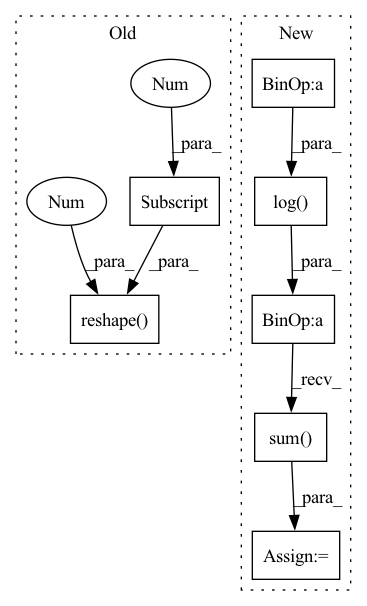 Old
New
Num
BinOp:a
_para_
_para_
Num
Subscript
log()
_para_
_para_
_para_
reshape()
BinOp:a
_recv_
sum()
_para_
Assign:=